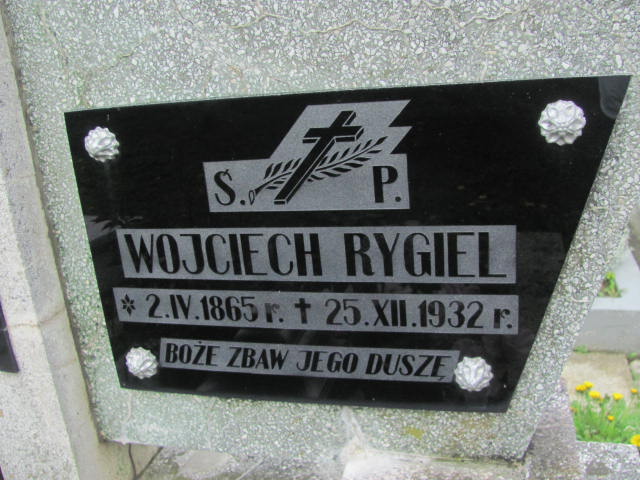 Ś. P.
WOJCIECH RYGIEL
* 2.IV.1865 r. ✝ 25.XII.1932 r.
BOŻE ZBAW JEGO DUSZĘ